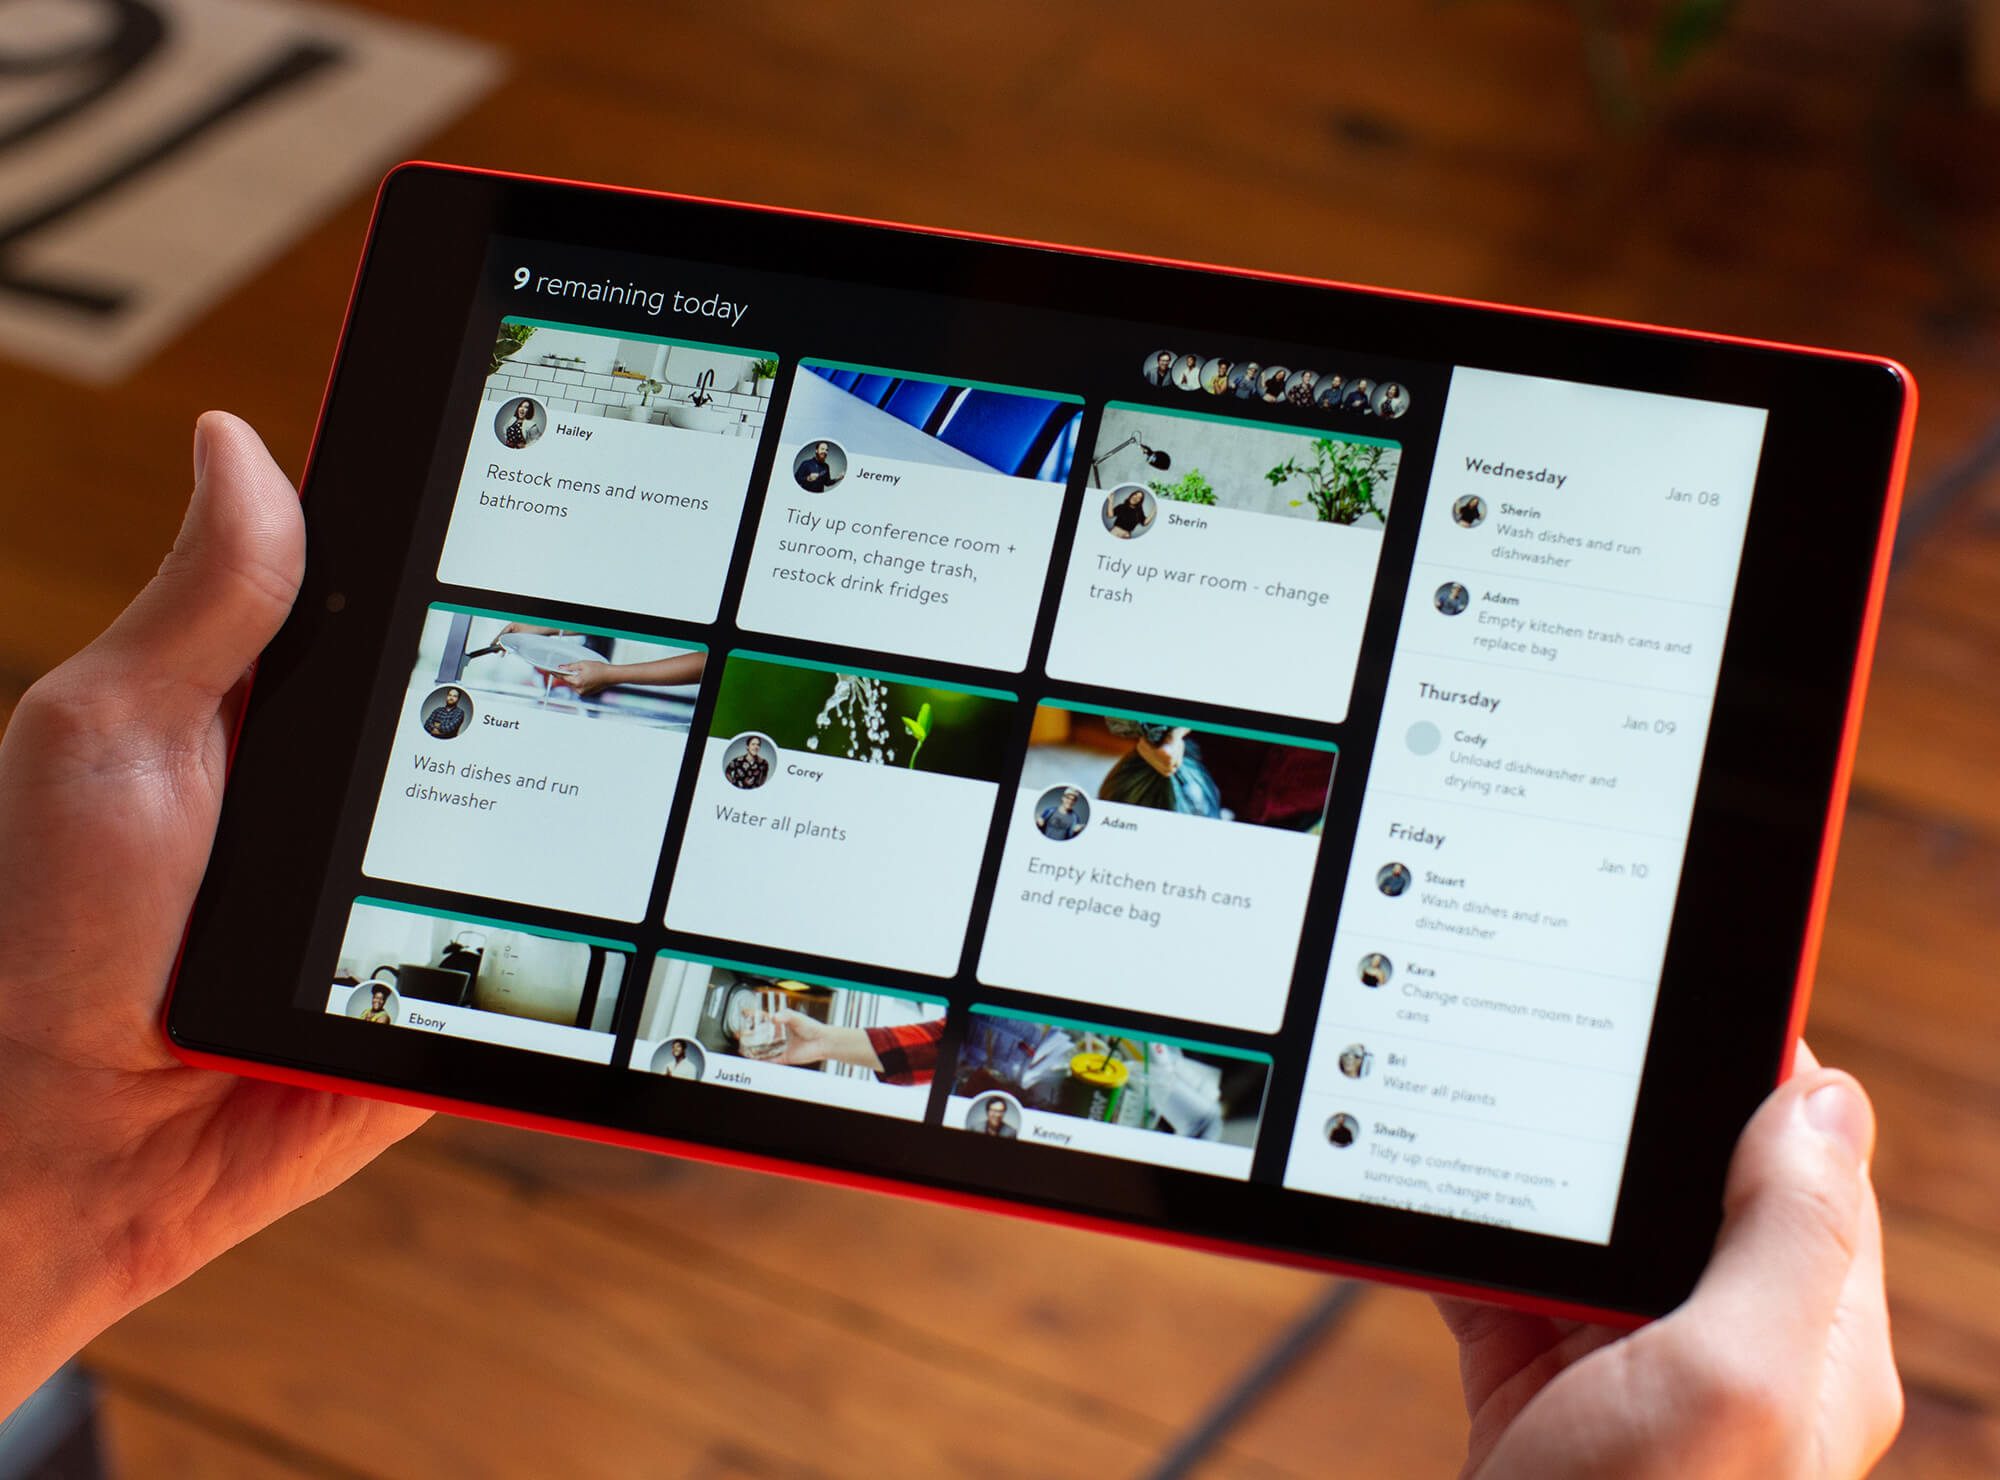 9 remaining today
Hailey
Restock mens and womens
bathrooms
Jeremy
Tidy up conference room +
sunroom, change trash,
restock drink fridges
Sherin
Tidy up war room - change
trash
Stuart
Wash dishes and run
dishwasher
Corey
Water all plants
Adam
Empty kitchen trash cans
and replace bag
Ebony
Justin
Kenny
Wednesday
Jan 08
Sherin
Wash dishes and run
dishwasher
Adam
Empty kitchen trash cans and
replace bag
Thursday
Jan 09
Cody
Unload dishwasher and
drying rack
Friday
Jan 10
Stuart
Wash dishes and run
dishwasher
Kara
Change common room trash
cans
Bri
Water all plants
Shelby
Tidy up conference room +
sunroom, change trash,
restock drink fridges